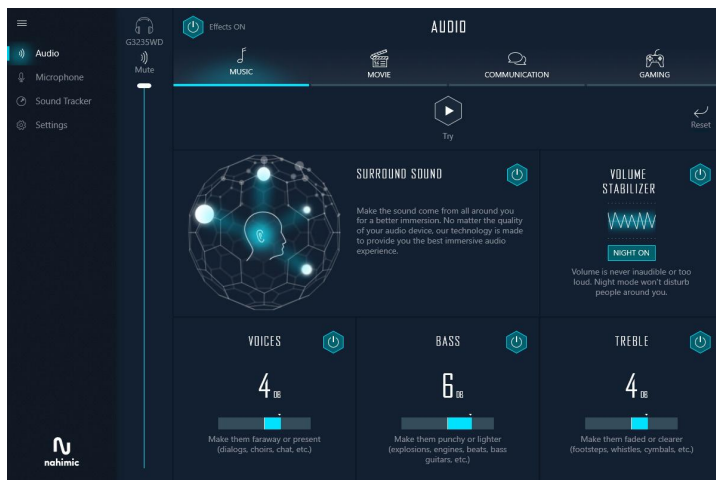 G3235WD
Mute
Audio
Microphone
Sound Tracker
Settings
nahimic
Effects ON
AUDIO
MUSIC
MOVIE
COMMUNICATION
GAMING
Try
Reset
SURROUND SOUND
Make the sound come from all around you
for a better immersion. No matter the quality
of your audio device, our technology is made
to provide you the best immersive audio
experience.
VOLUME
STABILIZER
NIGHT ON
Volume is never inaudible or too
loud. Night mode won't disturb
people around you.
VOICES
4 DB
Make them faraway or present
(dialogs, choirs, chat, etc.)
BASS
6 DB
Make them punchy or lighter
(explosions, engines, beats, bass
guitars, etc.)
TREBLE
4 DB
Make them faded or clearer
(footsteps, whistles, cymbals, etc.)